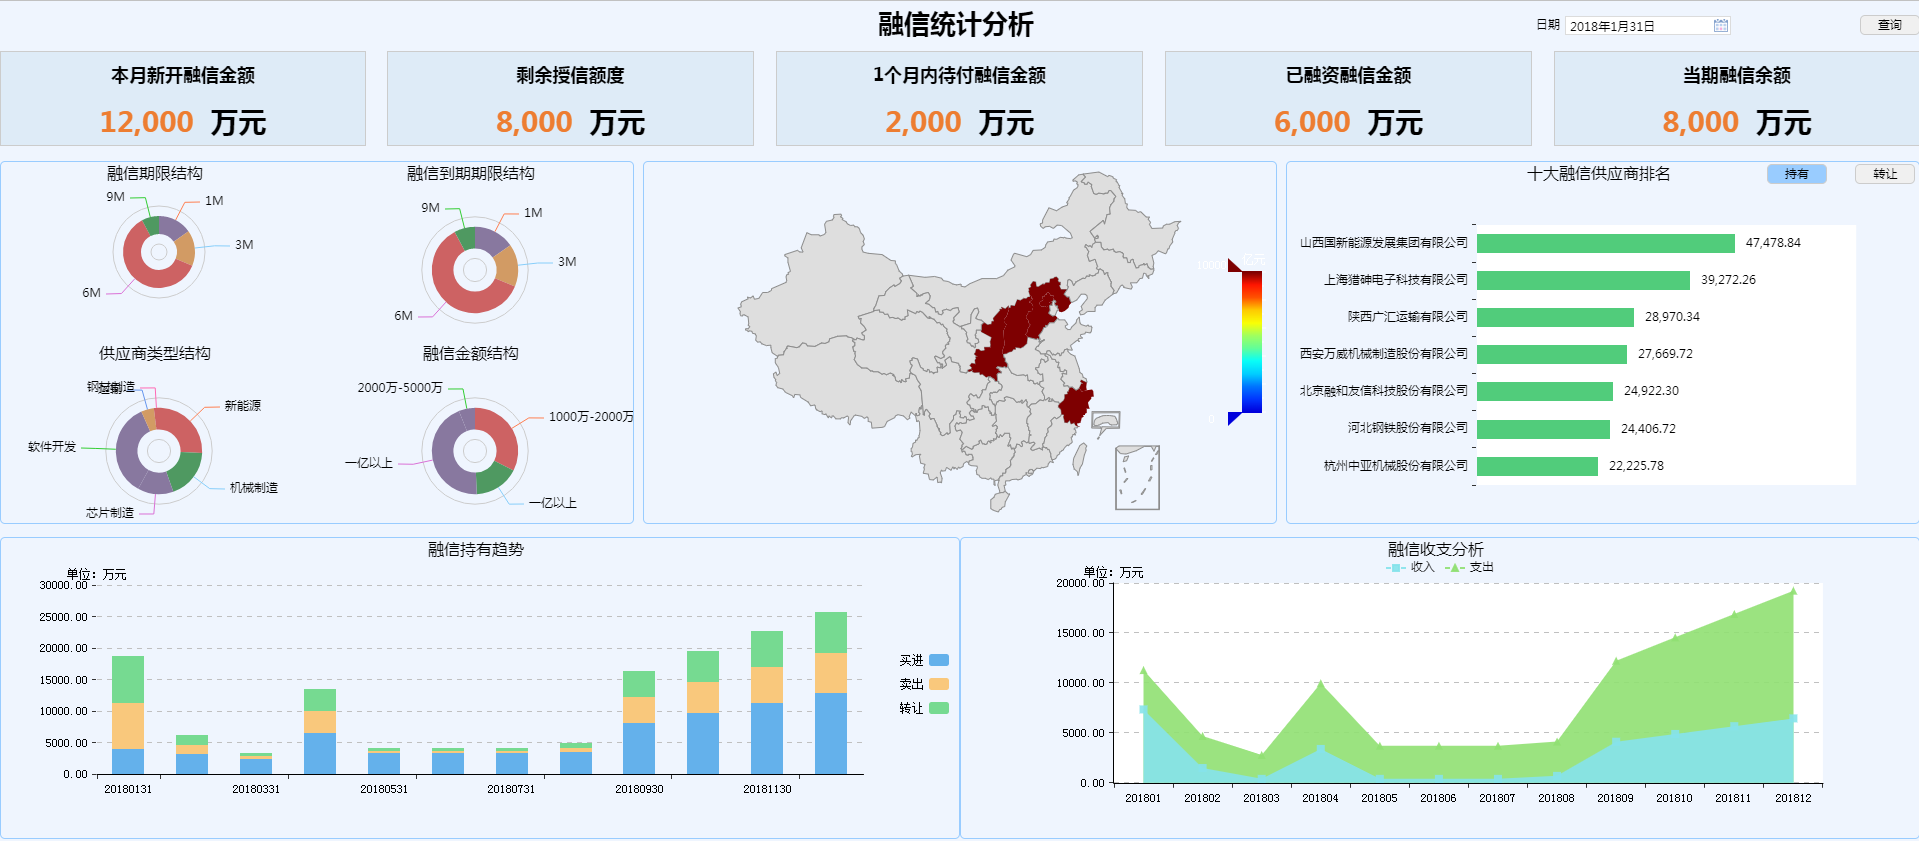 融信统计分析
日期 2018年1月31日 查询
本月新开融信金额
12,000 万元
剩余授信额度
8,000 万元
1个月内待付融信金额
2,000 万元
已融资融信金额
6,000 万元
当期融信余额
8,000 万元
融信期限结构
9M
1M
3M
6M
融信到期期限结构
9M
1M
3M
6M
供应商类型结构
钢材制造
运输
新能源
软件开发
机械制造
芯片制造
融信金额结构
2000万-5000万
1000万-2000万
一亿以上
一亿以上
亿元
0
十大融信供应商排名 持有 转让
山西国新能源发展集团有限公司 47,478.84
上海猎砷电子科技有限公司 39,272.26
陕西广汇运输有限公司 28,970.34
西安万威机械制造股份有限公司 27,669.72
北京融和友信科技股份有限公司 24,922.30
河北钢铁股份有限公司 24,406.72
杭州中亚机械股份有限公司 22,225.78
融信持有趋势
单位：万元
30000.00
25000.00
20000.00
15000.00
10000.00
5000.00
0.00
20180131 20180331 20180531 20180731 20180930 20181130
买进
卖出
转让
融信收支分析
收入 支出
单位：万元
20000.00
15000.00
10000.00
5000.00
0.00
201801 201802 201803 201804 201805 201806 201807 201808 201809 201810 201811 201812